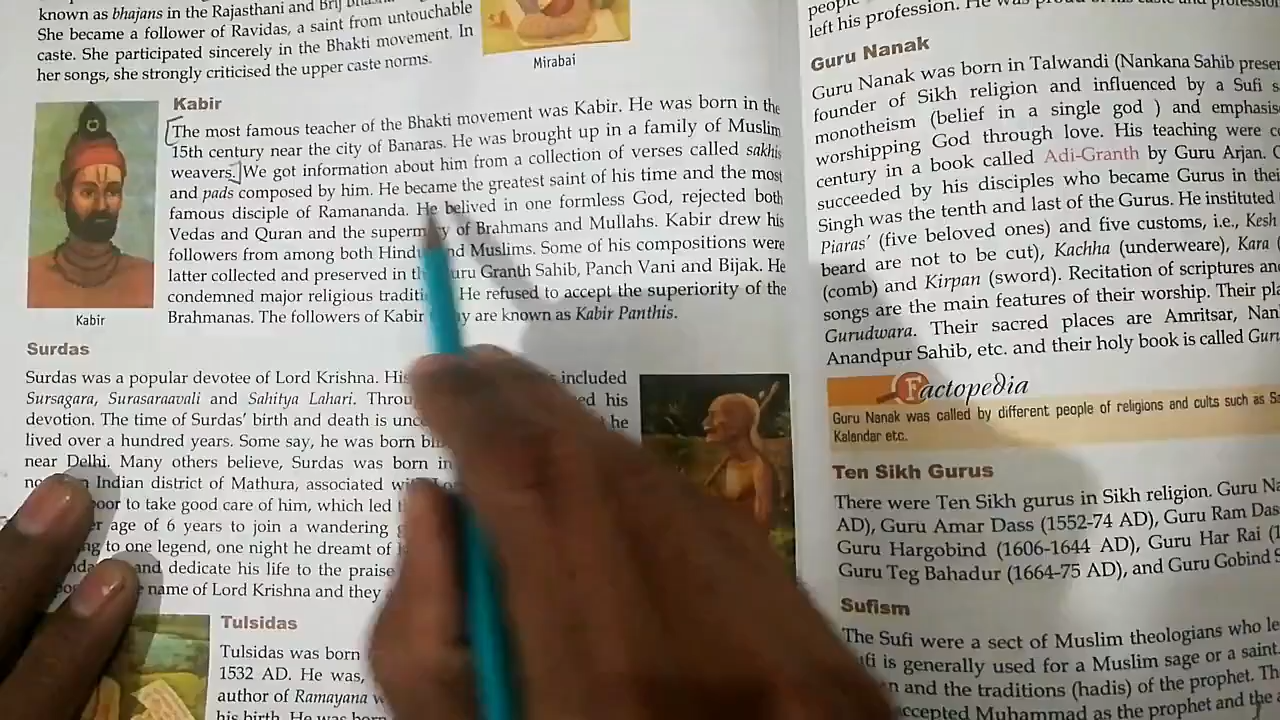 known as bhajans in the Rajasthani and Brij
She became a follower of Ravidas, a saint from untouchable
caste. She participated sincerely in the Bhakti movement. In
her songs, she strongly criticised the upper caste norms.
Mirabai
Kabir
The most famous teacher of the Bhakti movement was Kabir. He was born in the
15th century near the city of Banaras. He was brought up in a family of Muslim
weavers. We got information about him from a collection of verses called sakhis
and pads composed by him. He became the greatest saint of his time and the most
famous disciple of Ramananda. He belived in one formless God, rejected both
Vedas and Quran and the superm y of Brahmans and Mullahs. Kabir drew his
followers from among both Hindu nd Muslims. Some of his compositions were
latter collected and preserved in th uru Granth Sahib, Panch Vani and Bijak. He
condemned major religious traditi He refused to accept the superiority of the
Brahmanas. The followers of Kabir ay are known as Kabir Panthis.
Kabir
Surdas
Surdas was a popular devotee of Lord Krishna. His included
Sursagara, Surasaraavali and Sahitya Lahari. Throu ed his
devotion. The time of Surdas' birth and death is unce he
lived over a hundred years. Some say, he was born bl
near Delhi. Many others believe, Surdas was born in
Indian district of Mathura, associated wi
oor to take good care of him, which led t
r age of 6 years to join a wandering
ng to one legend, one night he dreamt of
and dedicate his life to the praise
name of Lord Krishna and they
Tulsidas
Tulsidas was born
1532 AD. He was,
author of Ramayana w
his birth. He was born
people
left his profession. He was proud of his caste and profession
Guru Nanak
Guru Nanak was born in Talwandi (Nankana Sahib prese
founder of Sikh religion and influenced by a Sufi s
monotheism (belief in a single god ) and emphasis
worshipping God through love. His teaching were c
century in a book called Adi-Granth by Guru Arjan.
succeeded by his disciples who became Gurus in thei
Singh was the tenth and last of the Gurus. He instituted
Piaras' (five beloved ones) and five customs, i.e., Kesh
beard are not to be cut), Kachha (underweare), Kara (
(comb) and Kirpan (sword). Recitation of scriptures an
songs are the main features of their worship. Their pla
Gurudwara. Their sacred places are Amritsar, Nan
Anandpur Sahib, etc. and their holy book is called Guru
Factopedia
Guru Nanak was called by different people of religions and cults such as Sa
Kalandar etc.
Ten Sikh Gurus
There were Ten Sikh gurus in Sikh religion. Guru Na
AD), Guru Amar Dass (1552-74 AD), Guru Ram Das
Guru Hargobind (1606-1644 AD), Guru Har Rai (1
Guru Teg Bahadur (1664-75 AD), and Guru Gobind S
Sufism
The Sufi were a sect of Muslim theologians who le
ufi is generally used for a Muslim sage or a saint.
n and the traditions (hadis) of the prophet. Th
accepted Muhammad as the prophet and the